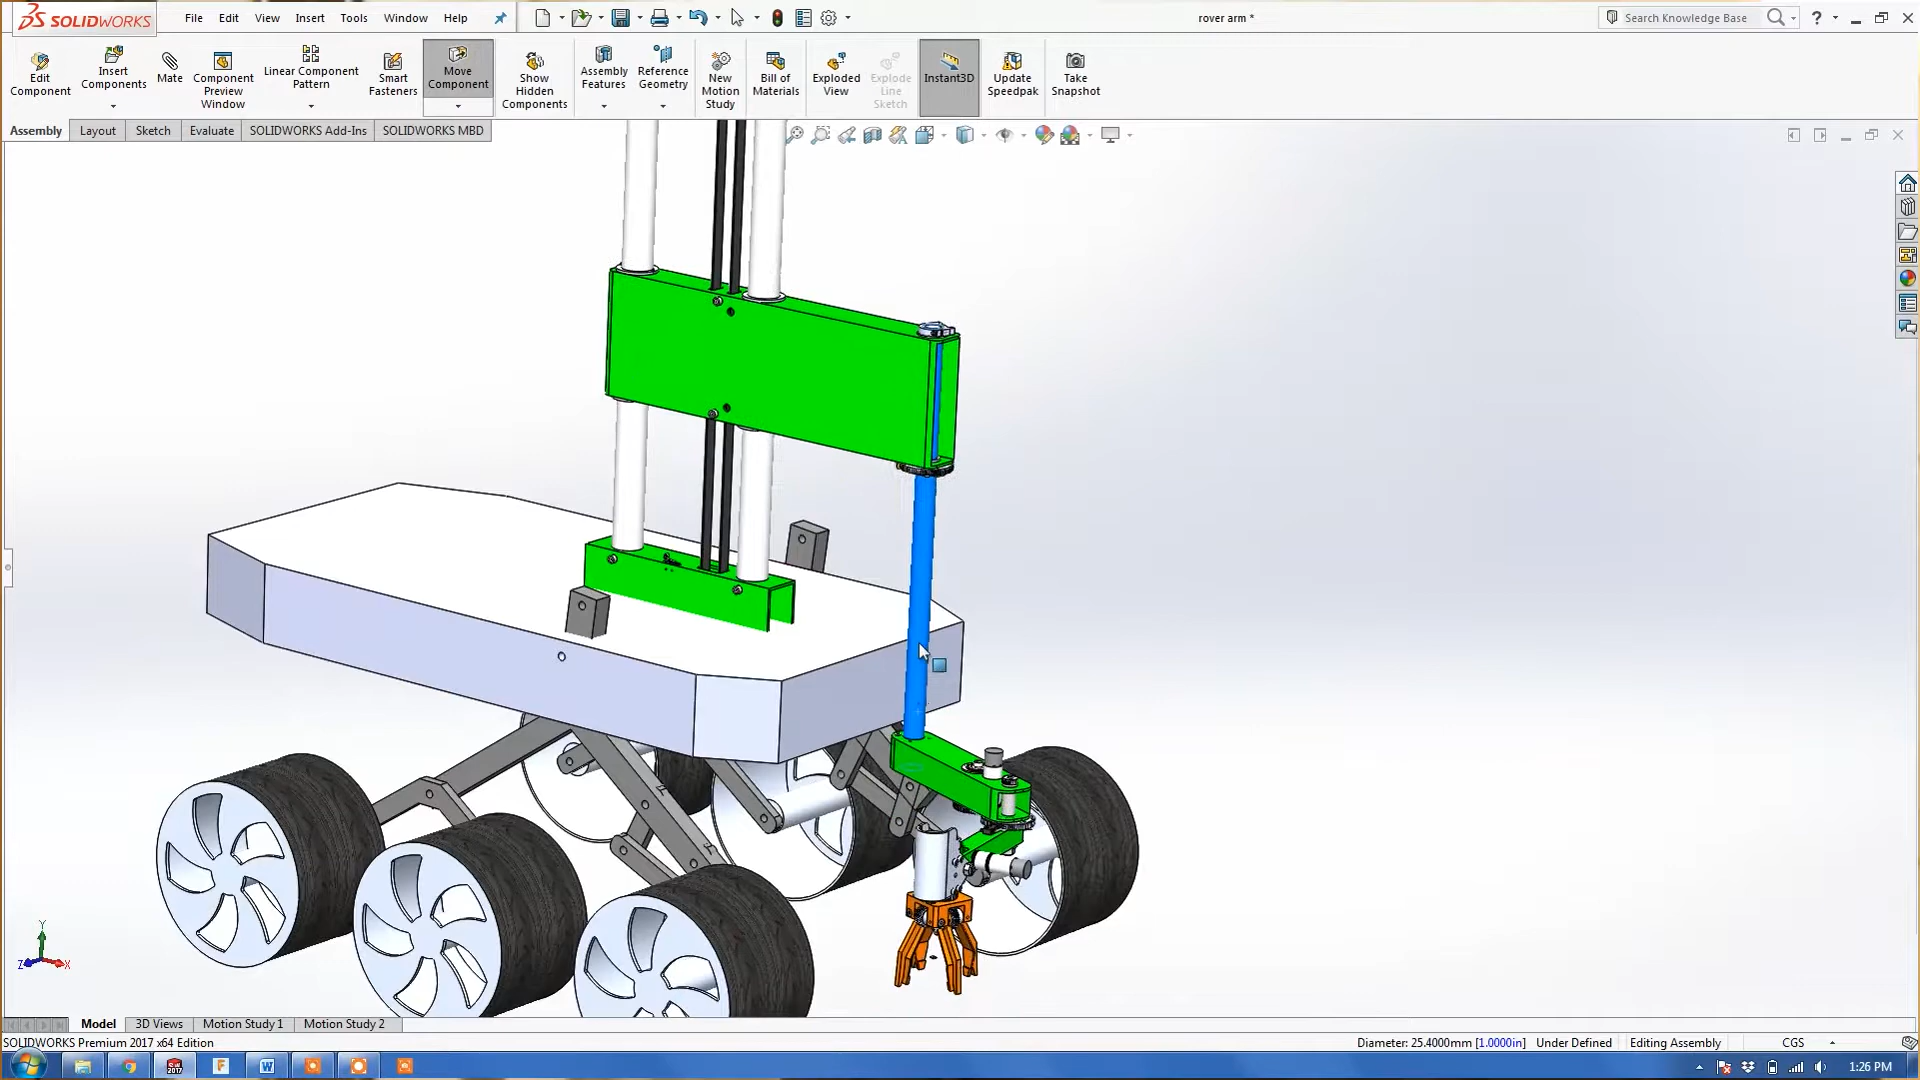 SOLIDWORKS File Edit View Insert Tools Window Help rover arm * Search Knowledge Base ?
Edit Component
Insert Components
Mate
Component Preview Window
Linear Component Pattern
Smart Fasteners
Move Component
Show Hidden Components
Assembly Features
Reference Geometry
New Motion Study
Bill of Materials
Exploded View
Explode Line Sketch
Instant3D
Update Speedpak
Take Snapshot
Assembly Layout Sketch Evaluate SOLIDWORKS Add-Ins SOLIDWORKS MBD
Y
Z X
Model 3D Views Motion Study 1 Motion Study 2
SOLIDWORKS Premium 2017 x64 Edition Diameter: 25.4000mm [1.0000in] Under Defined Editing Assembly CGS
SW 2017 F W 1:26 PM